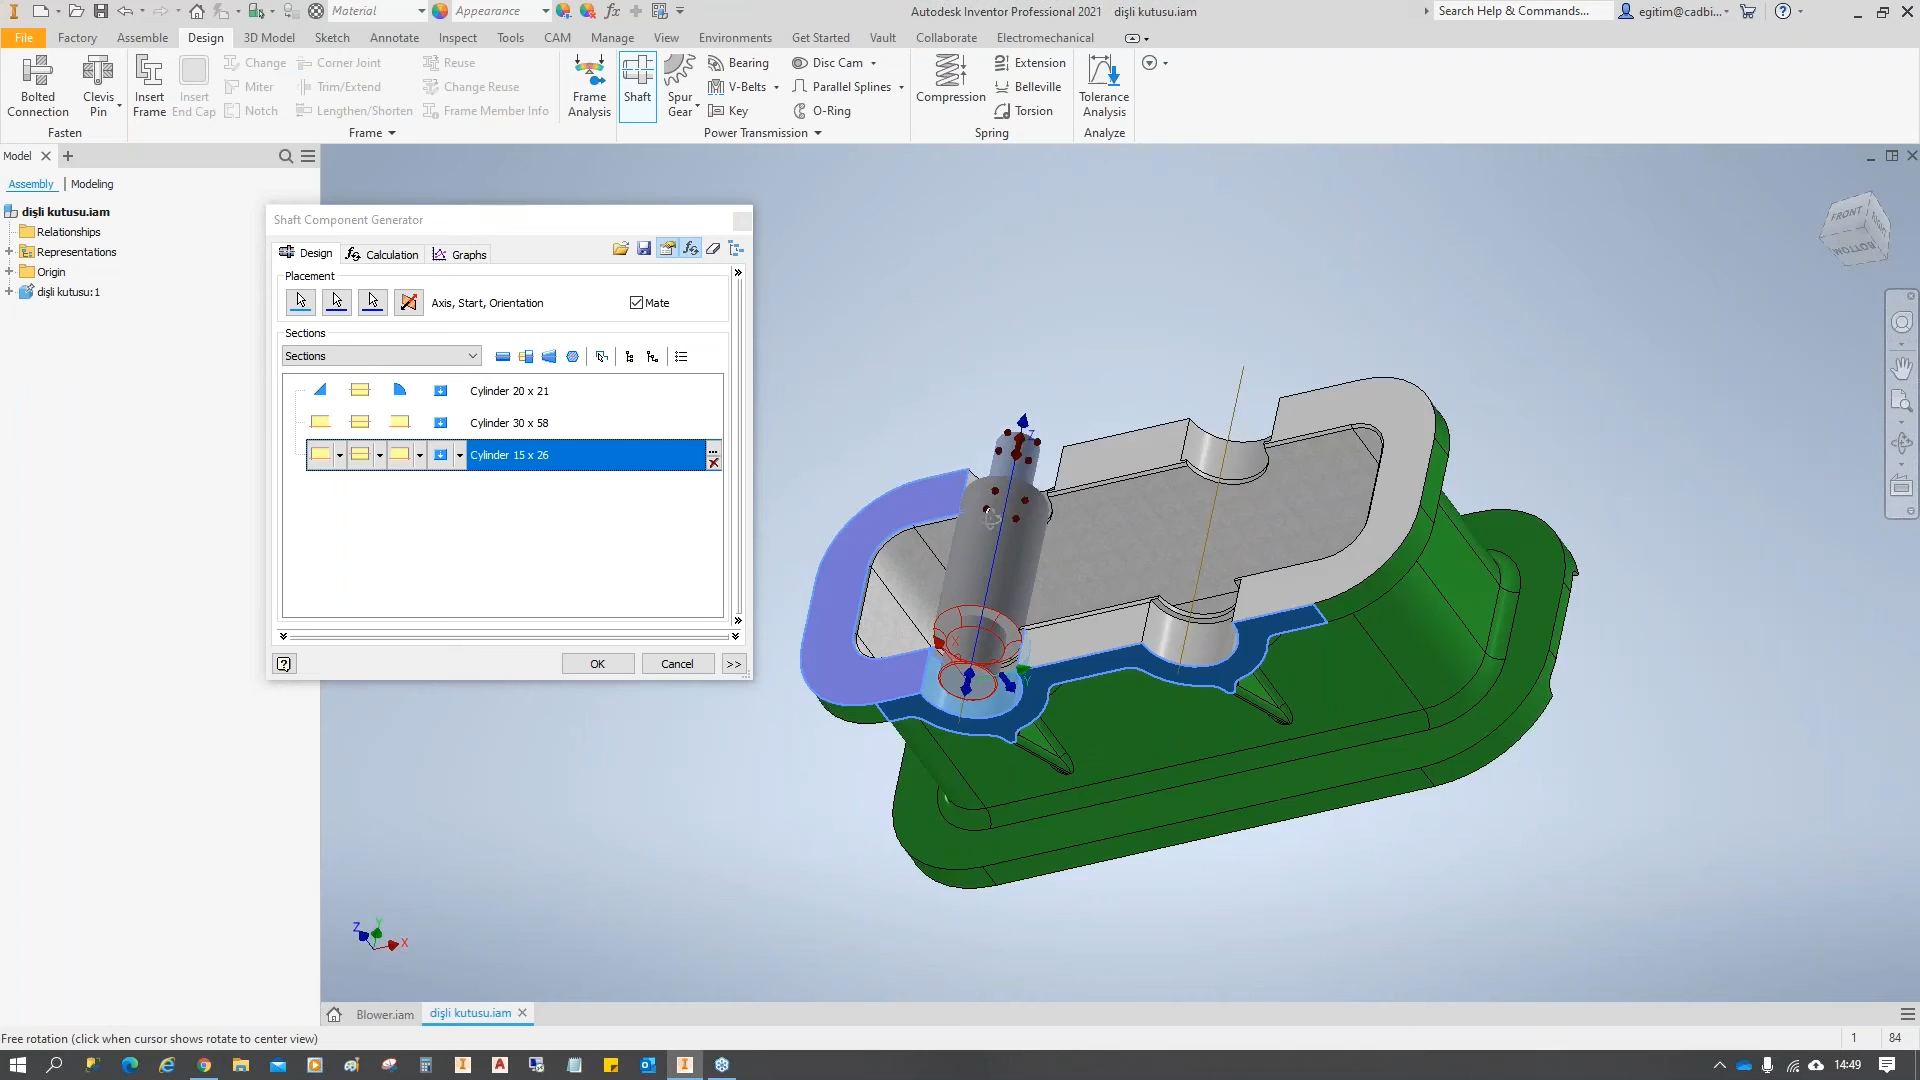 Material
Appearance
Autodesk Inventor Professional 2021 dişli kutusu.iam
Search Help & Commands...
egitim@cadbi...
File Factory Assemble Design 3D Model Sketch Annotate Inspect Tools CAM Manage View Environments Get Started Vault Collaborate Electromechanical
Bolted Connection
Clevis Pin
Fasten
Insert Frame
Insert End Cap
Change
Miter
Notch
Corner Joint
Trim/Extend
Lengthen/Shorten
Reuse
Change Reuse
Frame Member Info
Frame
Frame Analysis
Shaft
Spur Gear
Bearing
V-Belts
Key
Disc Cam
Parallel Splines
O-Ring
Power Transmission
Compression
Extension
Belleville
Torsion
Spring
Tolerance Analysis
Analyze
Model
Assembly Modeling
dişli kutusu.iam
Relationships
Representations
Origin
dişli kutusu:1
Shaft Component Generator
Design Calculation Graphs
Placement
Axis, Start, Orientation
Mate
Sections
Sections
Cylinder 20 x 21
Cylinder 30 x 58
Cylinder 15 x 26
OK Cancel >>
FRONT
BOTTOM
Z
X
Y
Z Y X
Blower.iam dişli kutusu.iam
Free rotation (click when cursor shows rotate to center view)
1 84
14:49